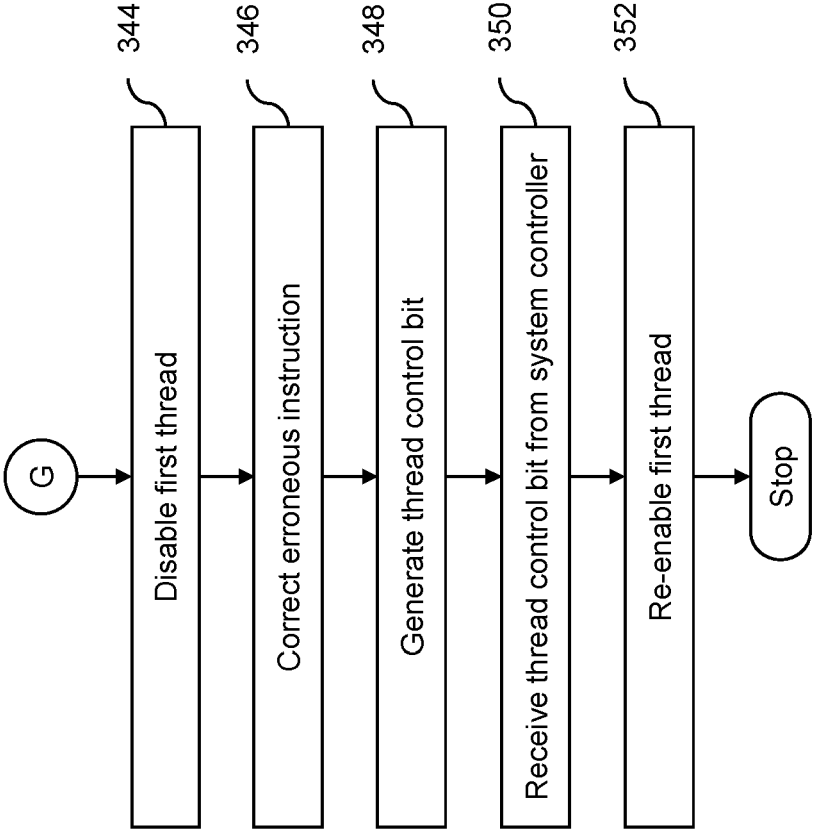 G
Disable first thread
344
Correct erroneous instruction
346
Generate thread control bit
348
Receive thread control bit from system controller
350
Re-enable first thread
352
Stop